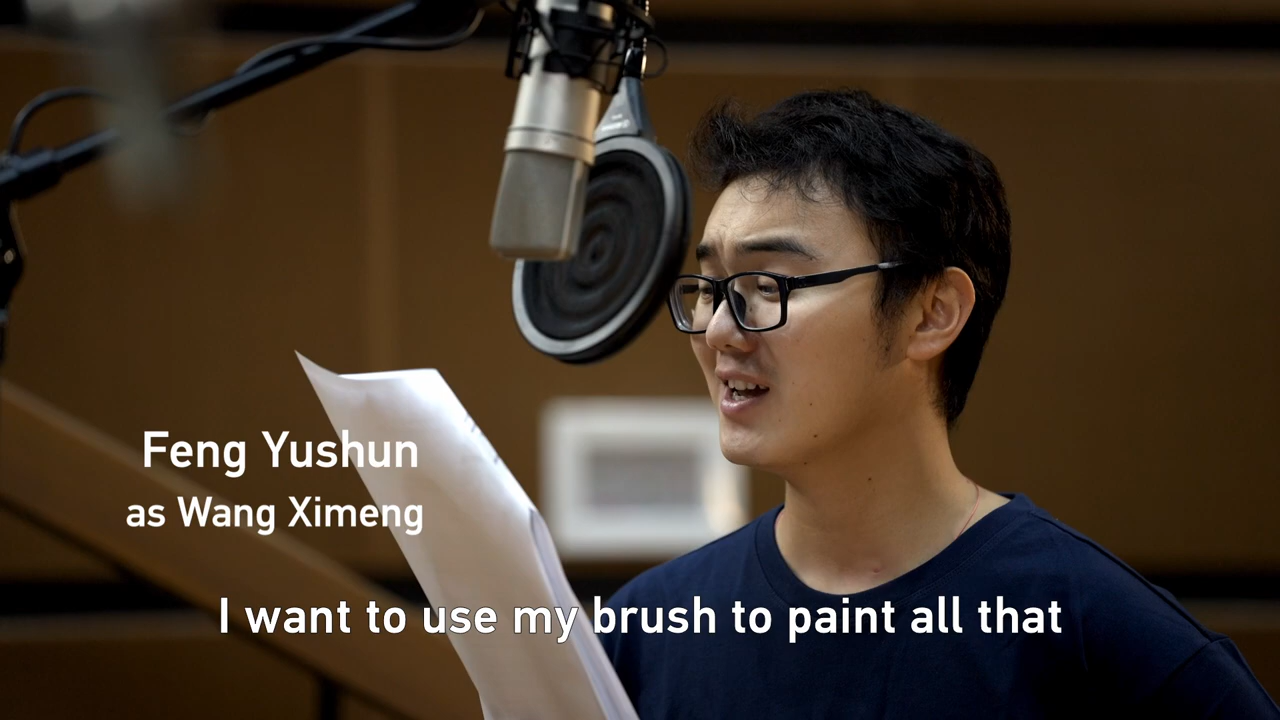 Feng Yushun
as Wang Ximeng
I want to use my brush to paint all that